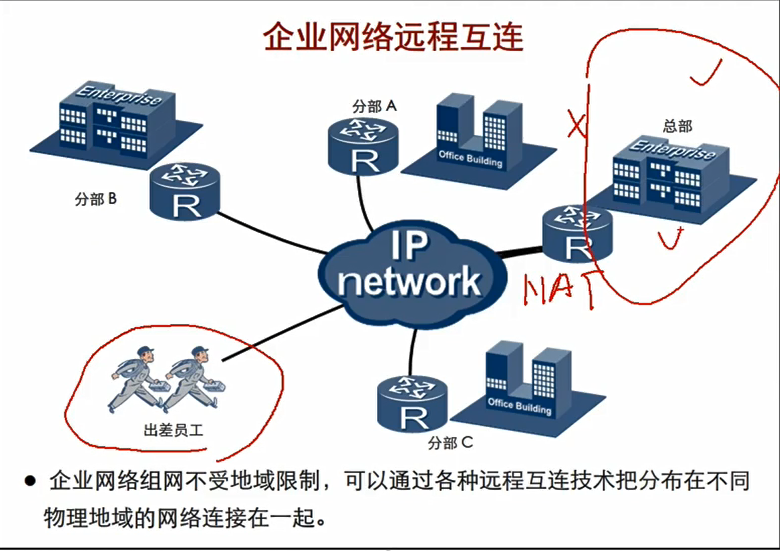 企业网络远程互连
Enterprise
分部 A
Office Building
总部
Enterprise
R
分部 B
R
IP
network
R
NAT
出差员工
R
Office Building
分部 C
● 企业网络组网不受地域限制，可以通过各种远程互连技术把分布在不同
物理地域的网络连接在一起。